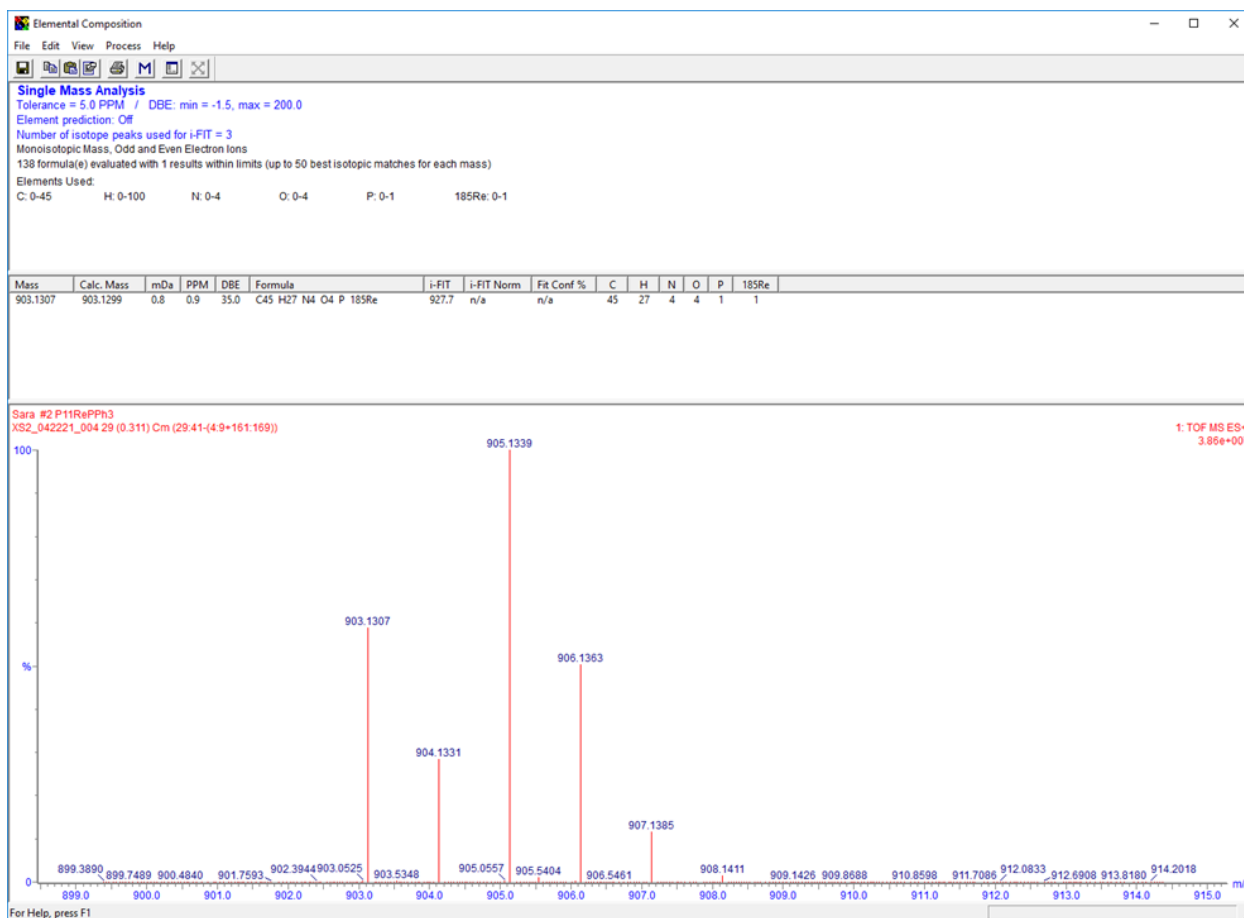 Elemental Composition
File Edit View Process Help
M
Single Mass Analysis
Tolerance = 5.0 PPM / DBE: min = -1.5, max = 200.0
Element prediction: Off
Number of isotope peaks used for i-FIT = 3
Monoisotopic Mass, Odd and Even Electron Ions
138 formula(e) evaluated with 1 results within limits (up to 50 best isotopic matches for each mass)
Elements Used:
C: 0-45 H: 0-100 N: 0-4 O: 0-4 P: 0-1 185Re: 0-1
Mass Calc. Mass mDa PPM DBE Formula i-FIT i-FIT Norm Fit Conf % C H N O P 185Re
903.1307 903.1299 0.8 0.9 35.0 C45 H27 N4 O4 P 185Re 927.7 n/a n/a 45 27 4 4 1 1
Sara #2 P11RePPh3
XS2_042221_004 29 (0.311) Cm (29:41-(4:9+161:169))
1: TOF MS ES+
3.86e+00
905.1339
100
903.1307
%
906.1363
904.1331
907.1385
899.3890 899.7489 900.4840 901.7593 902.3944 903.0525 903.5348 905.0557 905.5404 906.5461 908.1411 909.1426 909.8688 910.8598 911.7086 912.0833 912.6908 913.8180 914.2018
0
m/
899.0 900.0 901.0 902.0 903.0 904.0 905.0 906.0 907.0 908.0 909.0 910.0 911.0 912.0 913.0 914.0 915.0
For Help, press F1